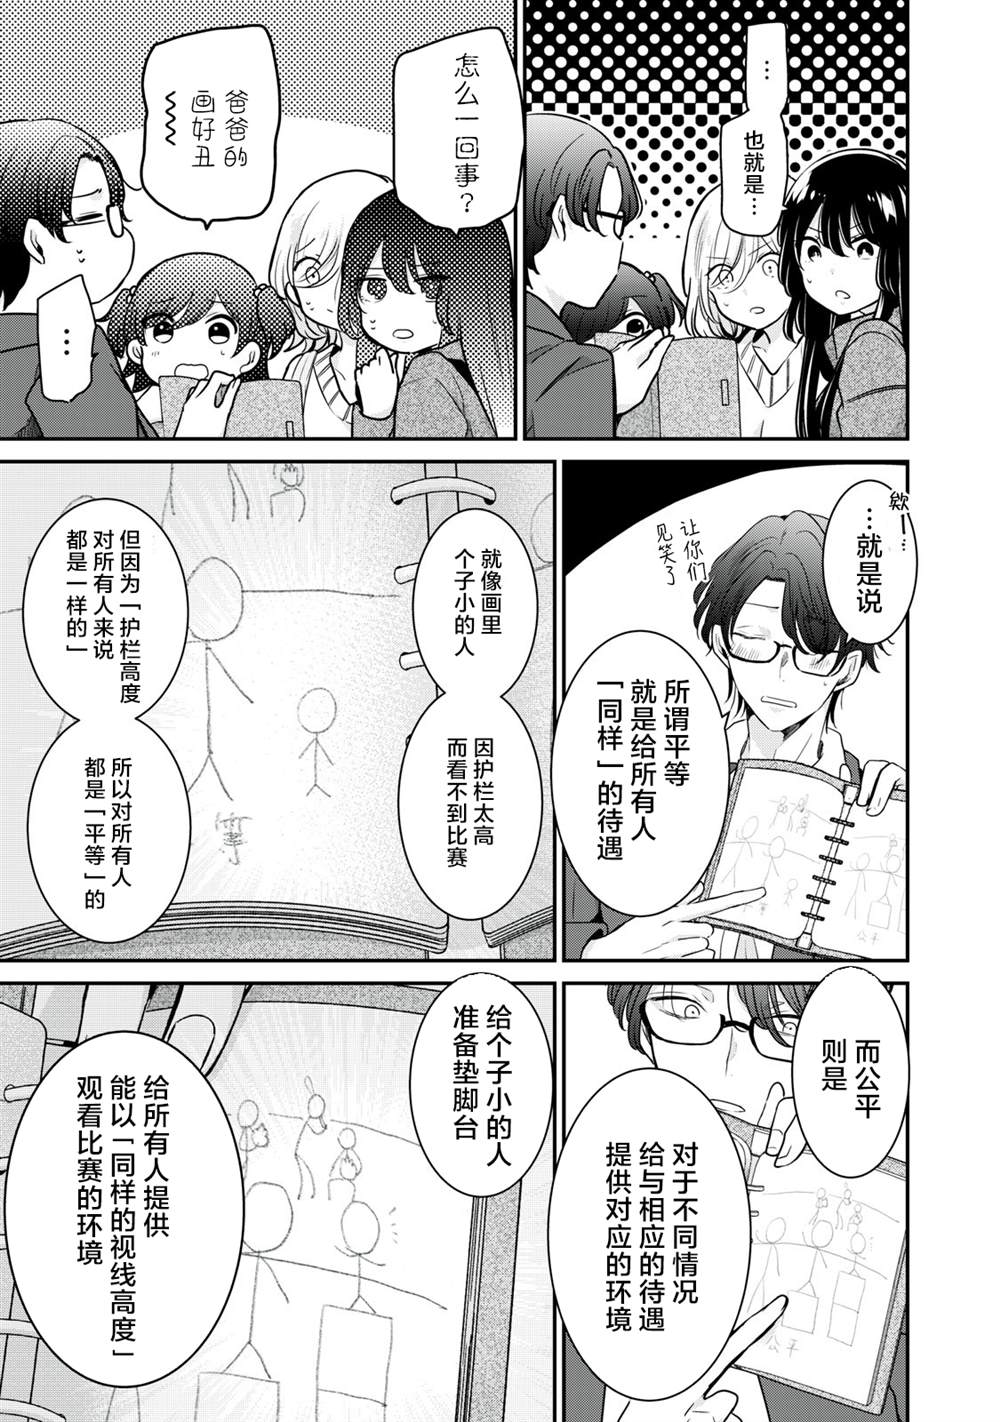 …
也就是…
怎么一回事？
爸爸的
画好丑
…
欸—…
…就是说
让你们
见笑了
所谓平等
就是给所有人
「同样」的待遇
公平
就像画里
个子小的人
因护栏太高
而看不到比赛
但因为「护栏高度
对所有人来说
都是一样的」
所以对所有人
都是「平等」的
而公平
则是
对于不同情况
给与相应的待遇
提供对应的环境
公平
给个子小的人
准备垫脚台
给所有人提供
能以「同样的视线高度」
观看比赛的环境